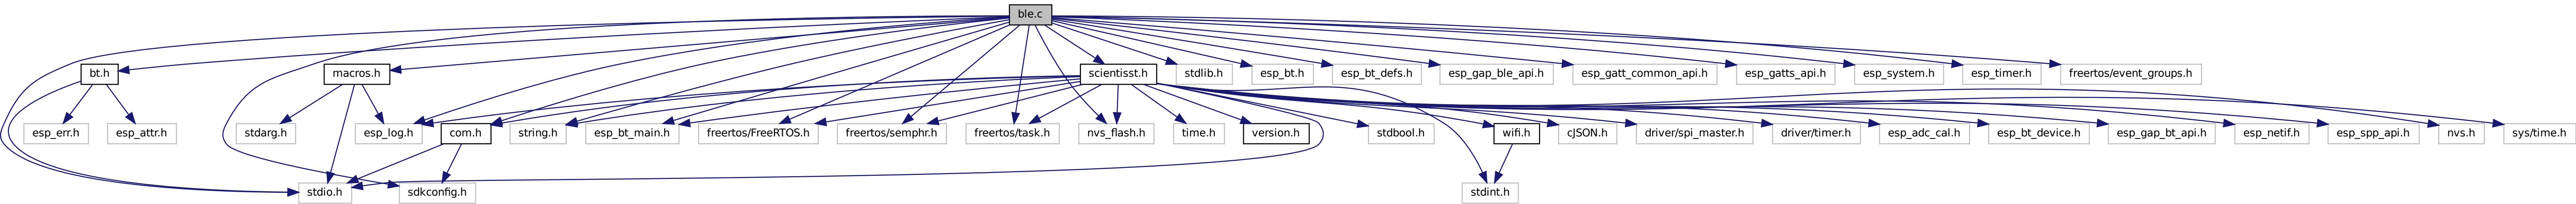 ble.c
bt.h
macros.h
scientisst.h
stdlib.h
esp_bt.h
esp_bt_defs.h
esp_gap_ble_api.h
esp_gatt_common_api.h
esp_gatts_api.h
esp_system.h
esp_timer.h
freertos/event_groups.h
esp_err.h
esp_attr.h
stdarg.h
esp_log.h
com.h
string.h
esp_bt_main.h
freertos/FreeRTOS.h
freertos/semphr.h
freertos/task.h
nvs_flash.h
time.h
version.h
stdbool.h
wifi.h
cJSON.h
driver/spi_master.h
driver/timer.h
esp_adc_cal.h
esp_bt_device.h
esp_gap_bt_api.h
esp_netif.h
esp_spp_api.h
nvs.h
sys/time.h
stdio.h
sdkconfig.h
stdint.h